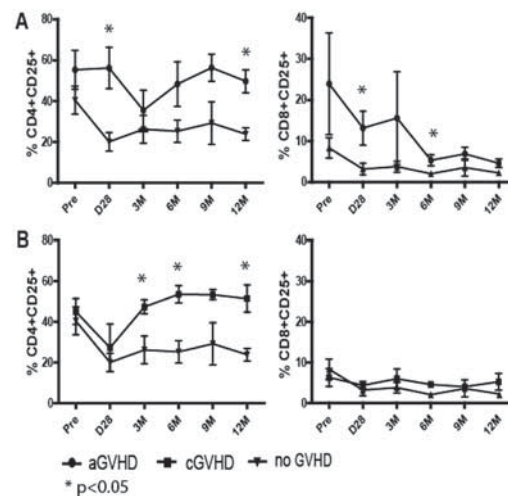 A
% CD4+CD25+
80
60
40
20
0
Pre
D28
3M
6M
9M
12M
*
*
% CD8+CD25+
40
30
20
10
0
Pre
D28
3M
6M
9M
12M
*
*
B
% CD4+CD25+
80
60
40
20
0
Pre
D28
3M
6M
9M
12M
*
*
*
% CD8+CD25+
40
30
20
10
0
Pre
D28
3M
6M
9M
12M
aGVHD cGVHD no GVHD
* p<0.05